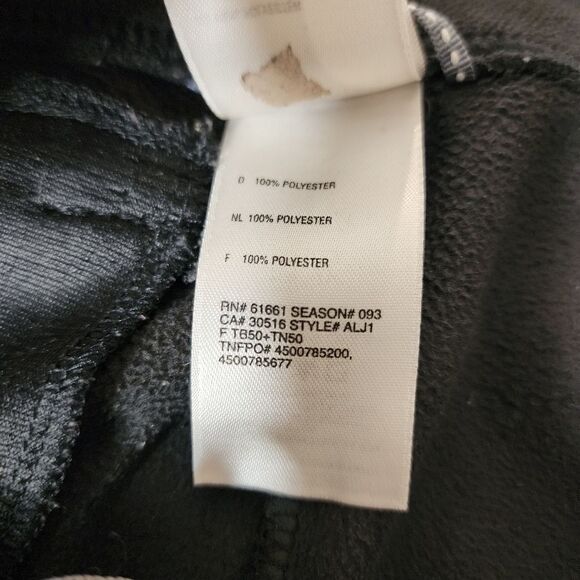 D 100% POLYESTER
NL 100% POLYESTER
F 100% POLYESTER
RN# 61661 SEASON# 093
CA# 30516 STYLE# ALJ1
F TB50+TN50
TNFPO# 4500785200,
4500785677